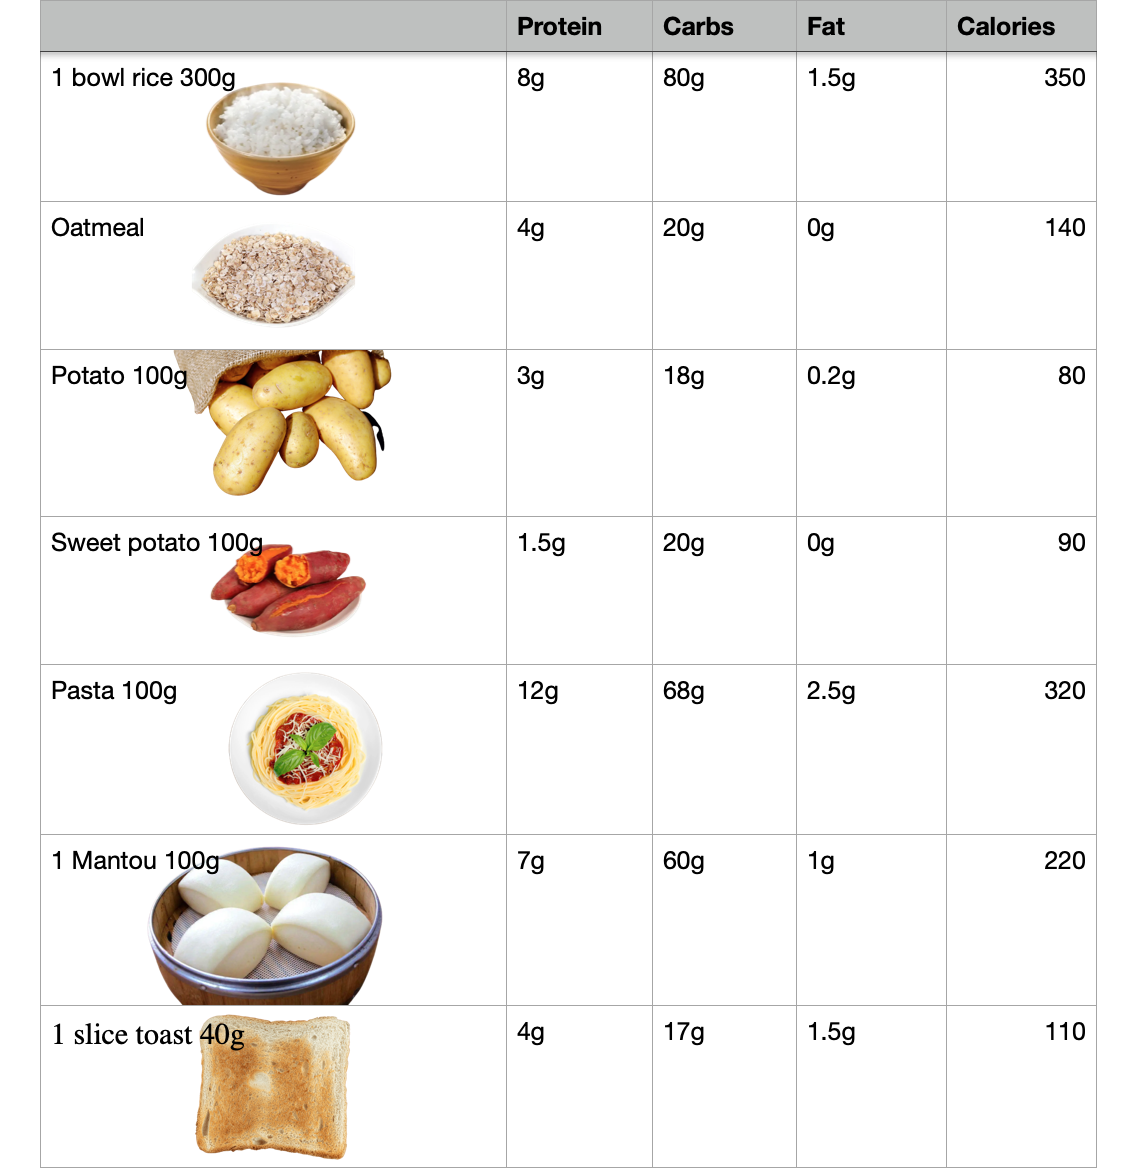 Protein Carbs Fat Calories
1 bowl rice 300g 8g 80g 1.5g 350
Oatmeal 4g 20g 0g 140
Potato 100g 3g 18g 0.2g 80
Sweet potato 100g 1.5g 20g 0g 90
Pasta 100g 12g 68g 2.5g 320
1 Mantou 100g 7g 60g 1g 220
1 slice toast 40g 4g 17g 1.5g 110